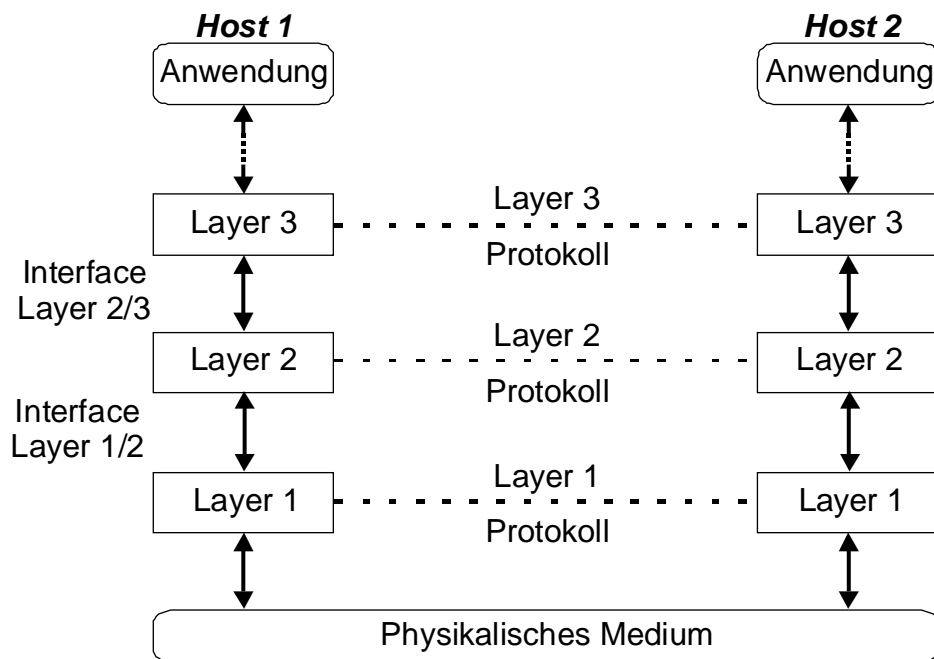 Host 1
Host 2
Anwendung
Anwendung
Layer 3
Layer 3
Protokoll
Layer 3
Interface
Layer 2/3
Layer 2
Layer 2
Protokoll
Layer 2
Interface
Layer 1/2
Layer 1
Layer 1
Protokoll
Layer 1
Physikalisches Medium